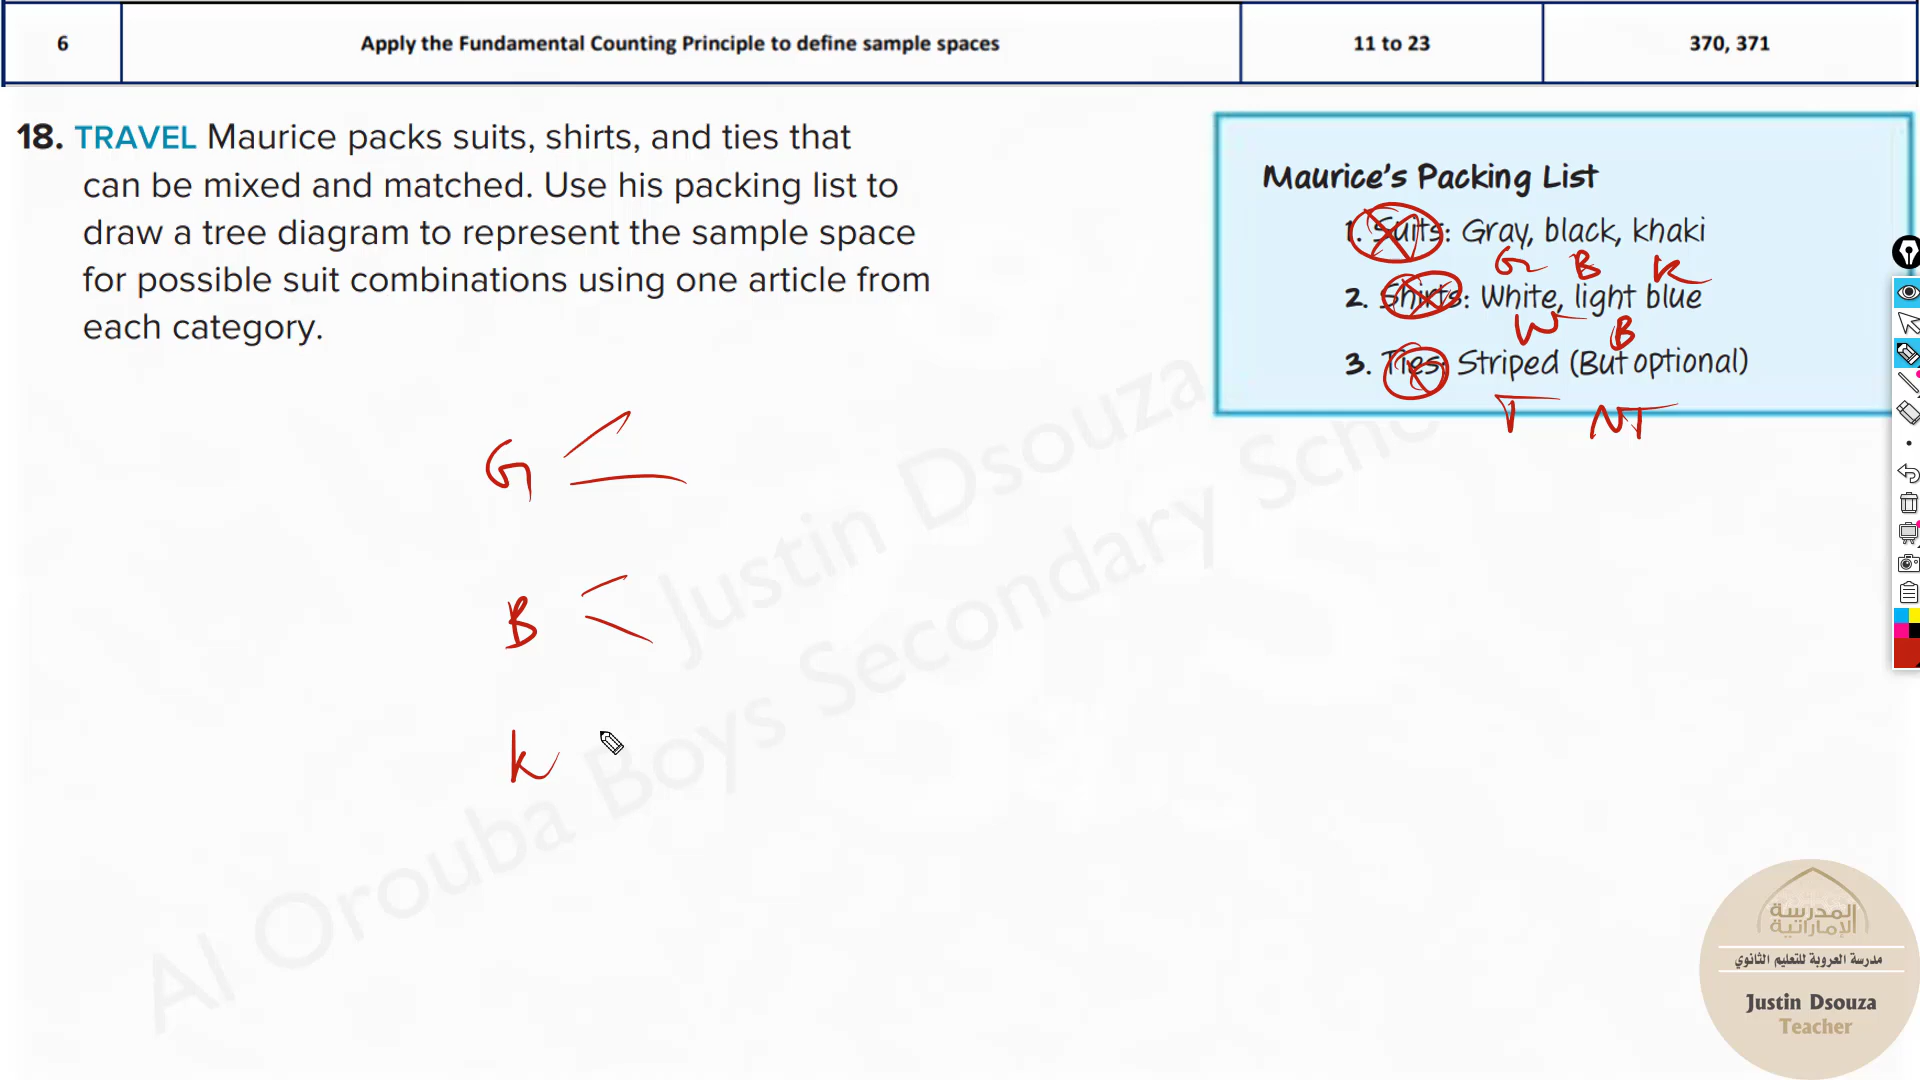 6 Apply the Fundamental Counting Principle to define sample spaces 11 to 23 370, 371
18. TRAVEL Maurice packs suits, shirts, and ties that
can be mixed and matched. Use his packing list to
draw a tree diagram to represent the sample space
for possible suit combinations using one article from
each category.
Maurice's Packing List
1. Suits: Gray, black, khaki
G B K
2. Shirts: White, light blue
W B
3. Ties: Striped (But optional)
T NT
G
B
K
Justin Dsouza
Al Orouba Boys Secondary Scho
المدرسة
الإماراتية
مدرسة العروبة للتعليم الثانوي
Justin Dsouza
Teacher